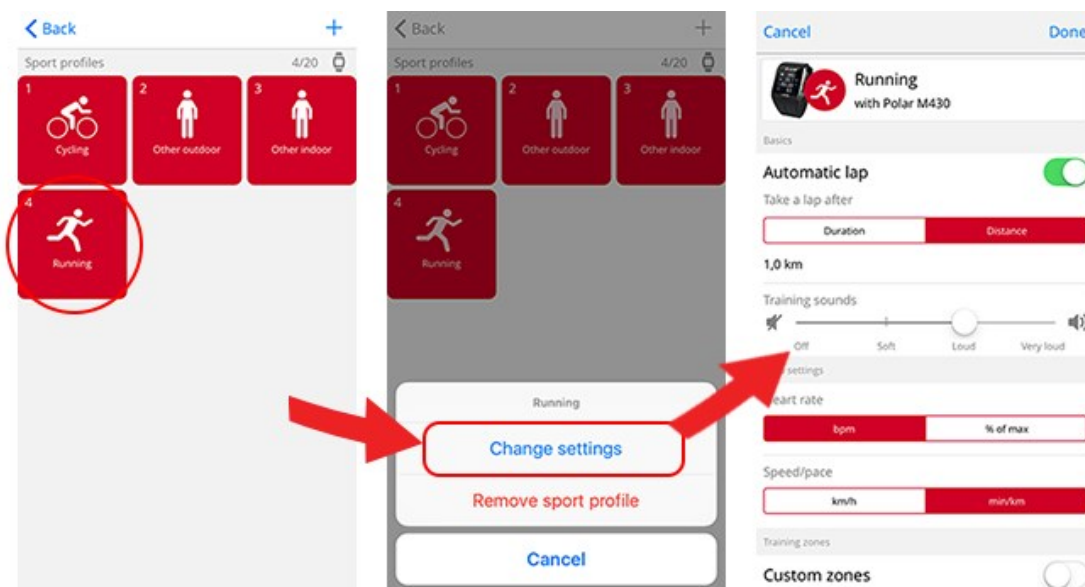 Back +
Sport profiles 4/20
1 2 3
Cycling Other outdoor Other indoor
4
Running
Back +
Sport profiles 4/20
1 2 3
Cycling Other outdoor Other indoor
4
Running
Running
Change settings
Remove sport profile
Cancel
Cancel Done
Running
with Polar M430
Basics
Automatic lap
Take a lap after
Duration Distance
1,0 km
Training sounds
Off Soft Loud Very loud
settings
eart rate
bpm % of max
Speed/pace
km/h min/km
Training zones
Custom zones